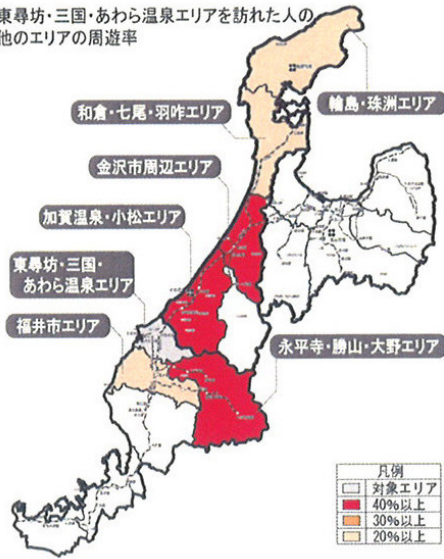 東尋坊・三国・あわら温泉エリアを訪れた人の
他のエリアの周遊率
輪島・珠洲エリア
和倉・七尾・羽咋エリア
金沢市周辺エリア
加賀温泉・小松エリア
東尋坊・三国・
あわら温泉エリア
福井市エリア
永平寺・勝山・大野エリア
凡例
対象エリア
40%以上
30%以上
20%以上